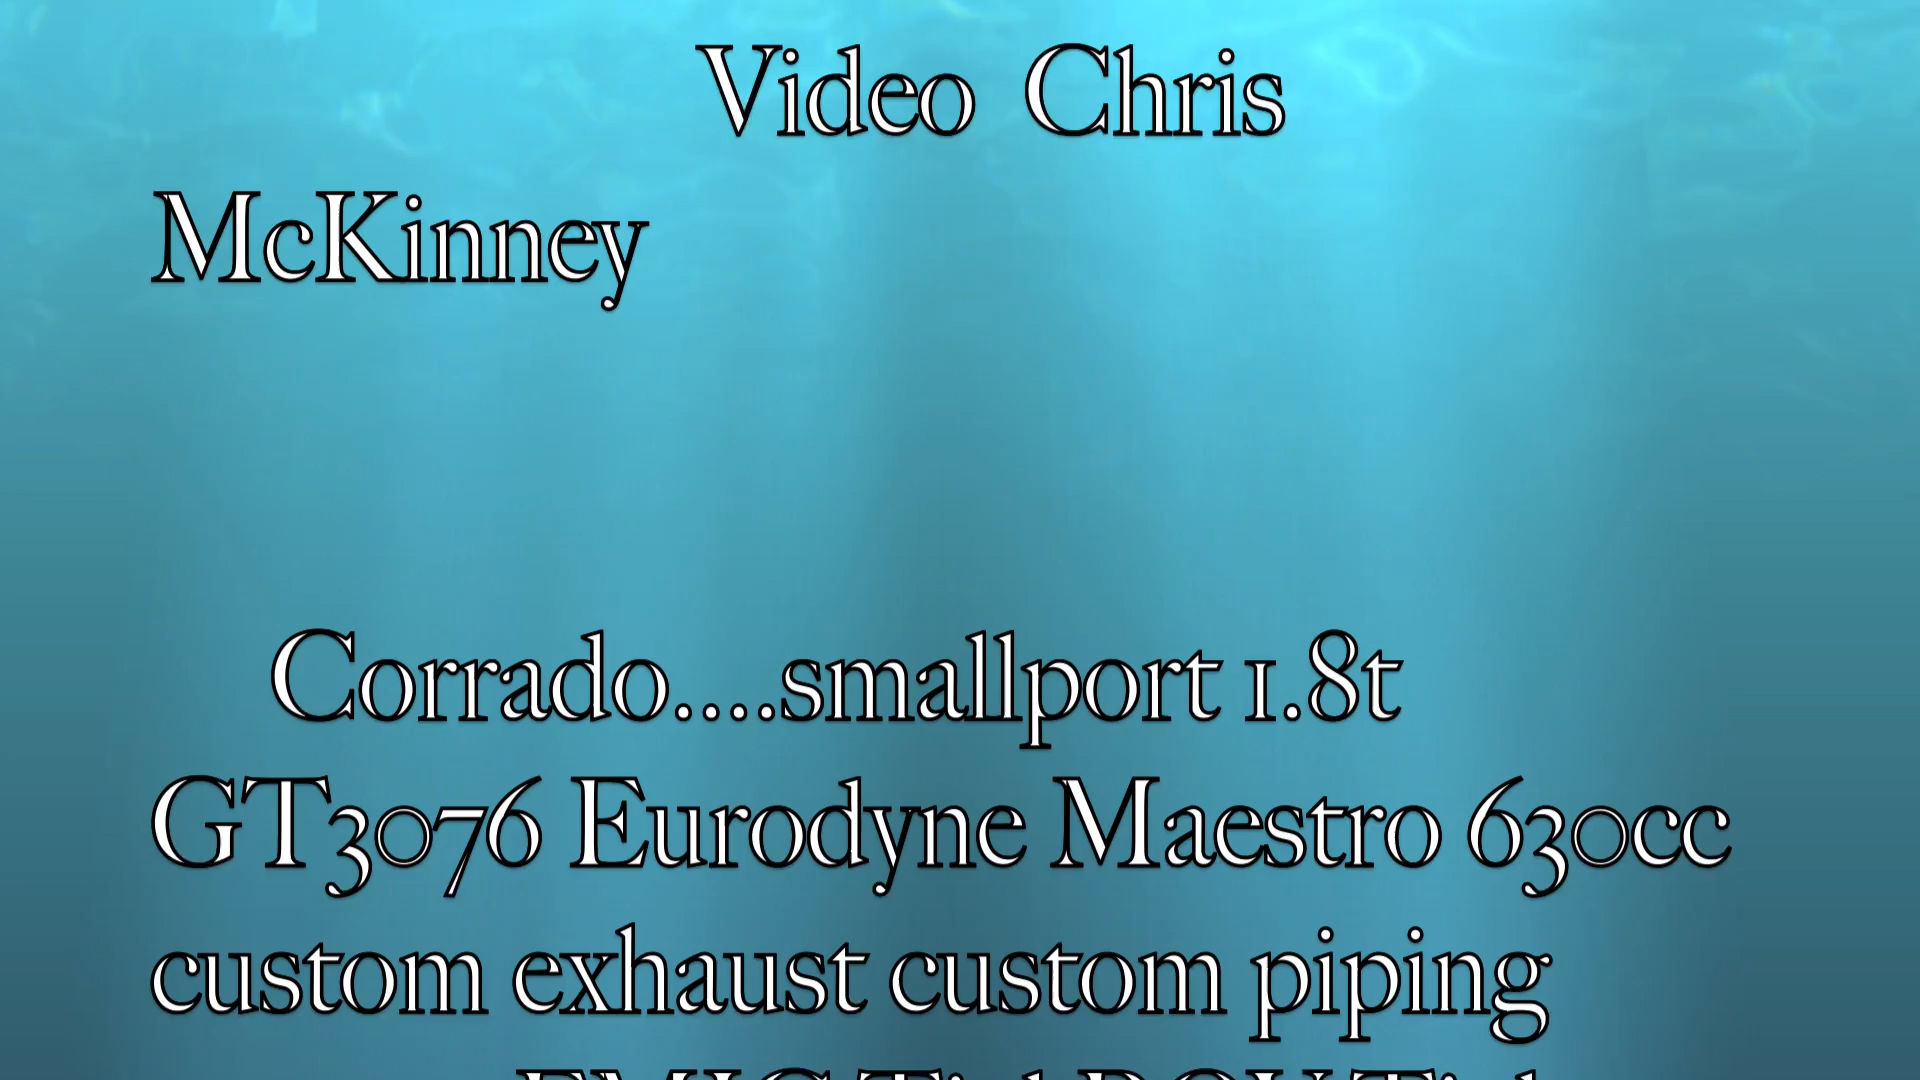 Video Chris
McKinney
Corrado....smallport 1.8t
GT3076 Eurodyne Maestro 630cc
custom exhaust custom piping